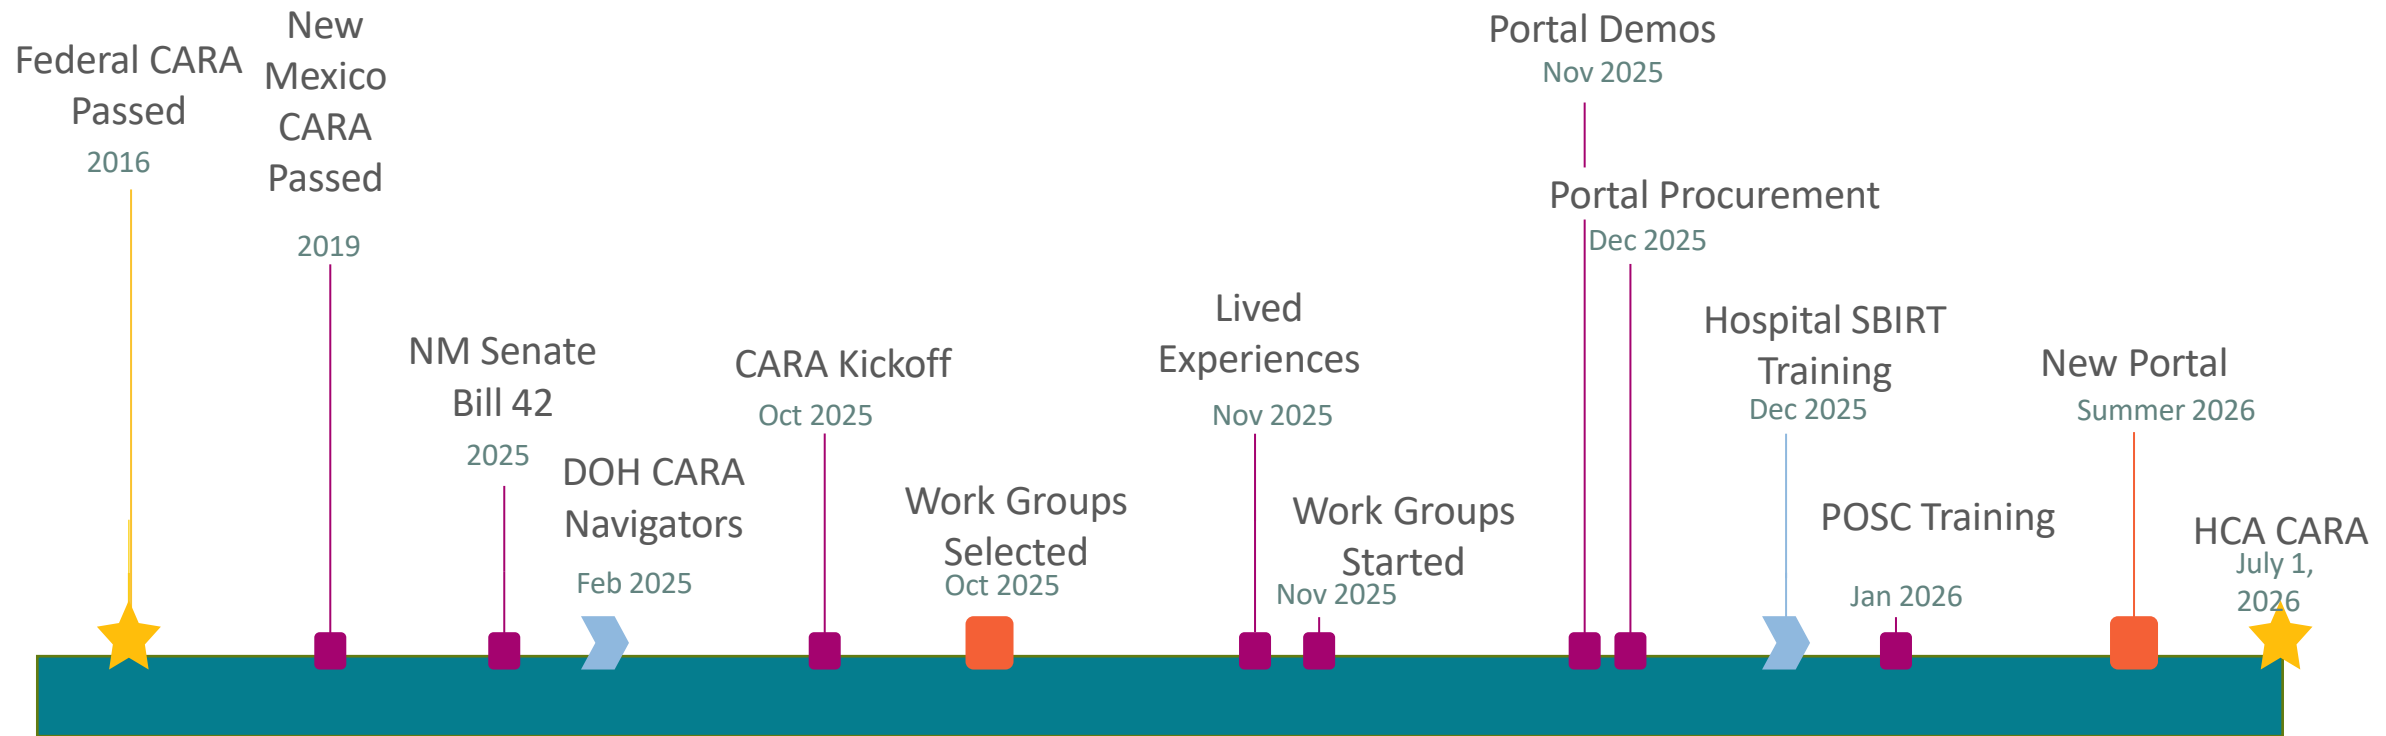 Federal CARA
Passed
2016
New
Mexico
CARA
Passed
2019
NM Senate
Bill 42
2025
DOH CARA
Navigators
Feb 2025
CARA Kickoff
Oct 2025
Work Groups
Selected
Oct 2025
Lived
Experiences
Nov 2025
Work Groups
Started
Nov 2025
Portal Demos
Nov 2025
Portal Procurement
Dec 2025
Hospital SBIRT
Training
Dec 2025
POSC Training
Jan 2026
New Portal
Summer 2026
HCA CARA
July 1,
2026